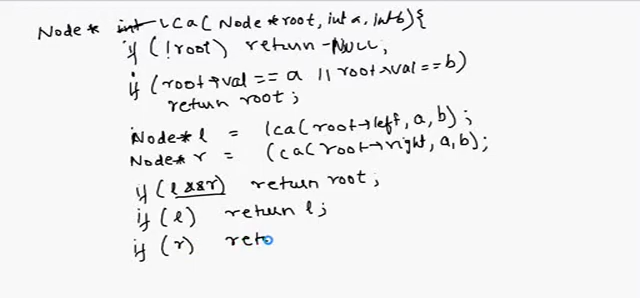 Node* int lca(Node*root, int a, int b){
if (!root) return NULL;
if (root->val == a || root->val==b)
return root;
Node* l = lca(root->left, a, b);
Node* r = lca(root->right, a, b);
if (l && r) return root;
if (l) return l;
if (r) retu